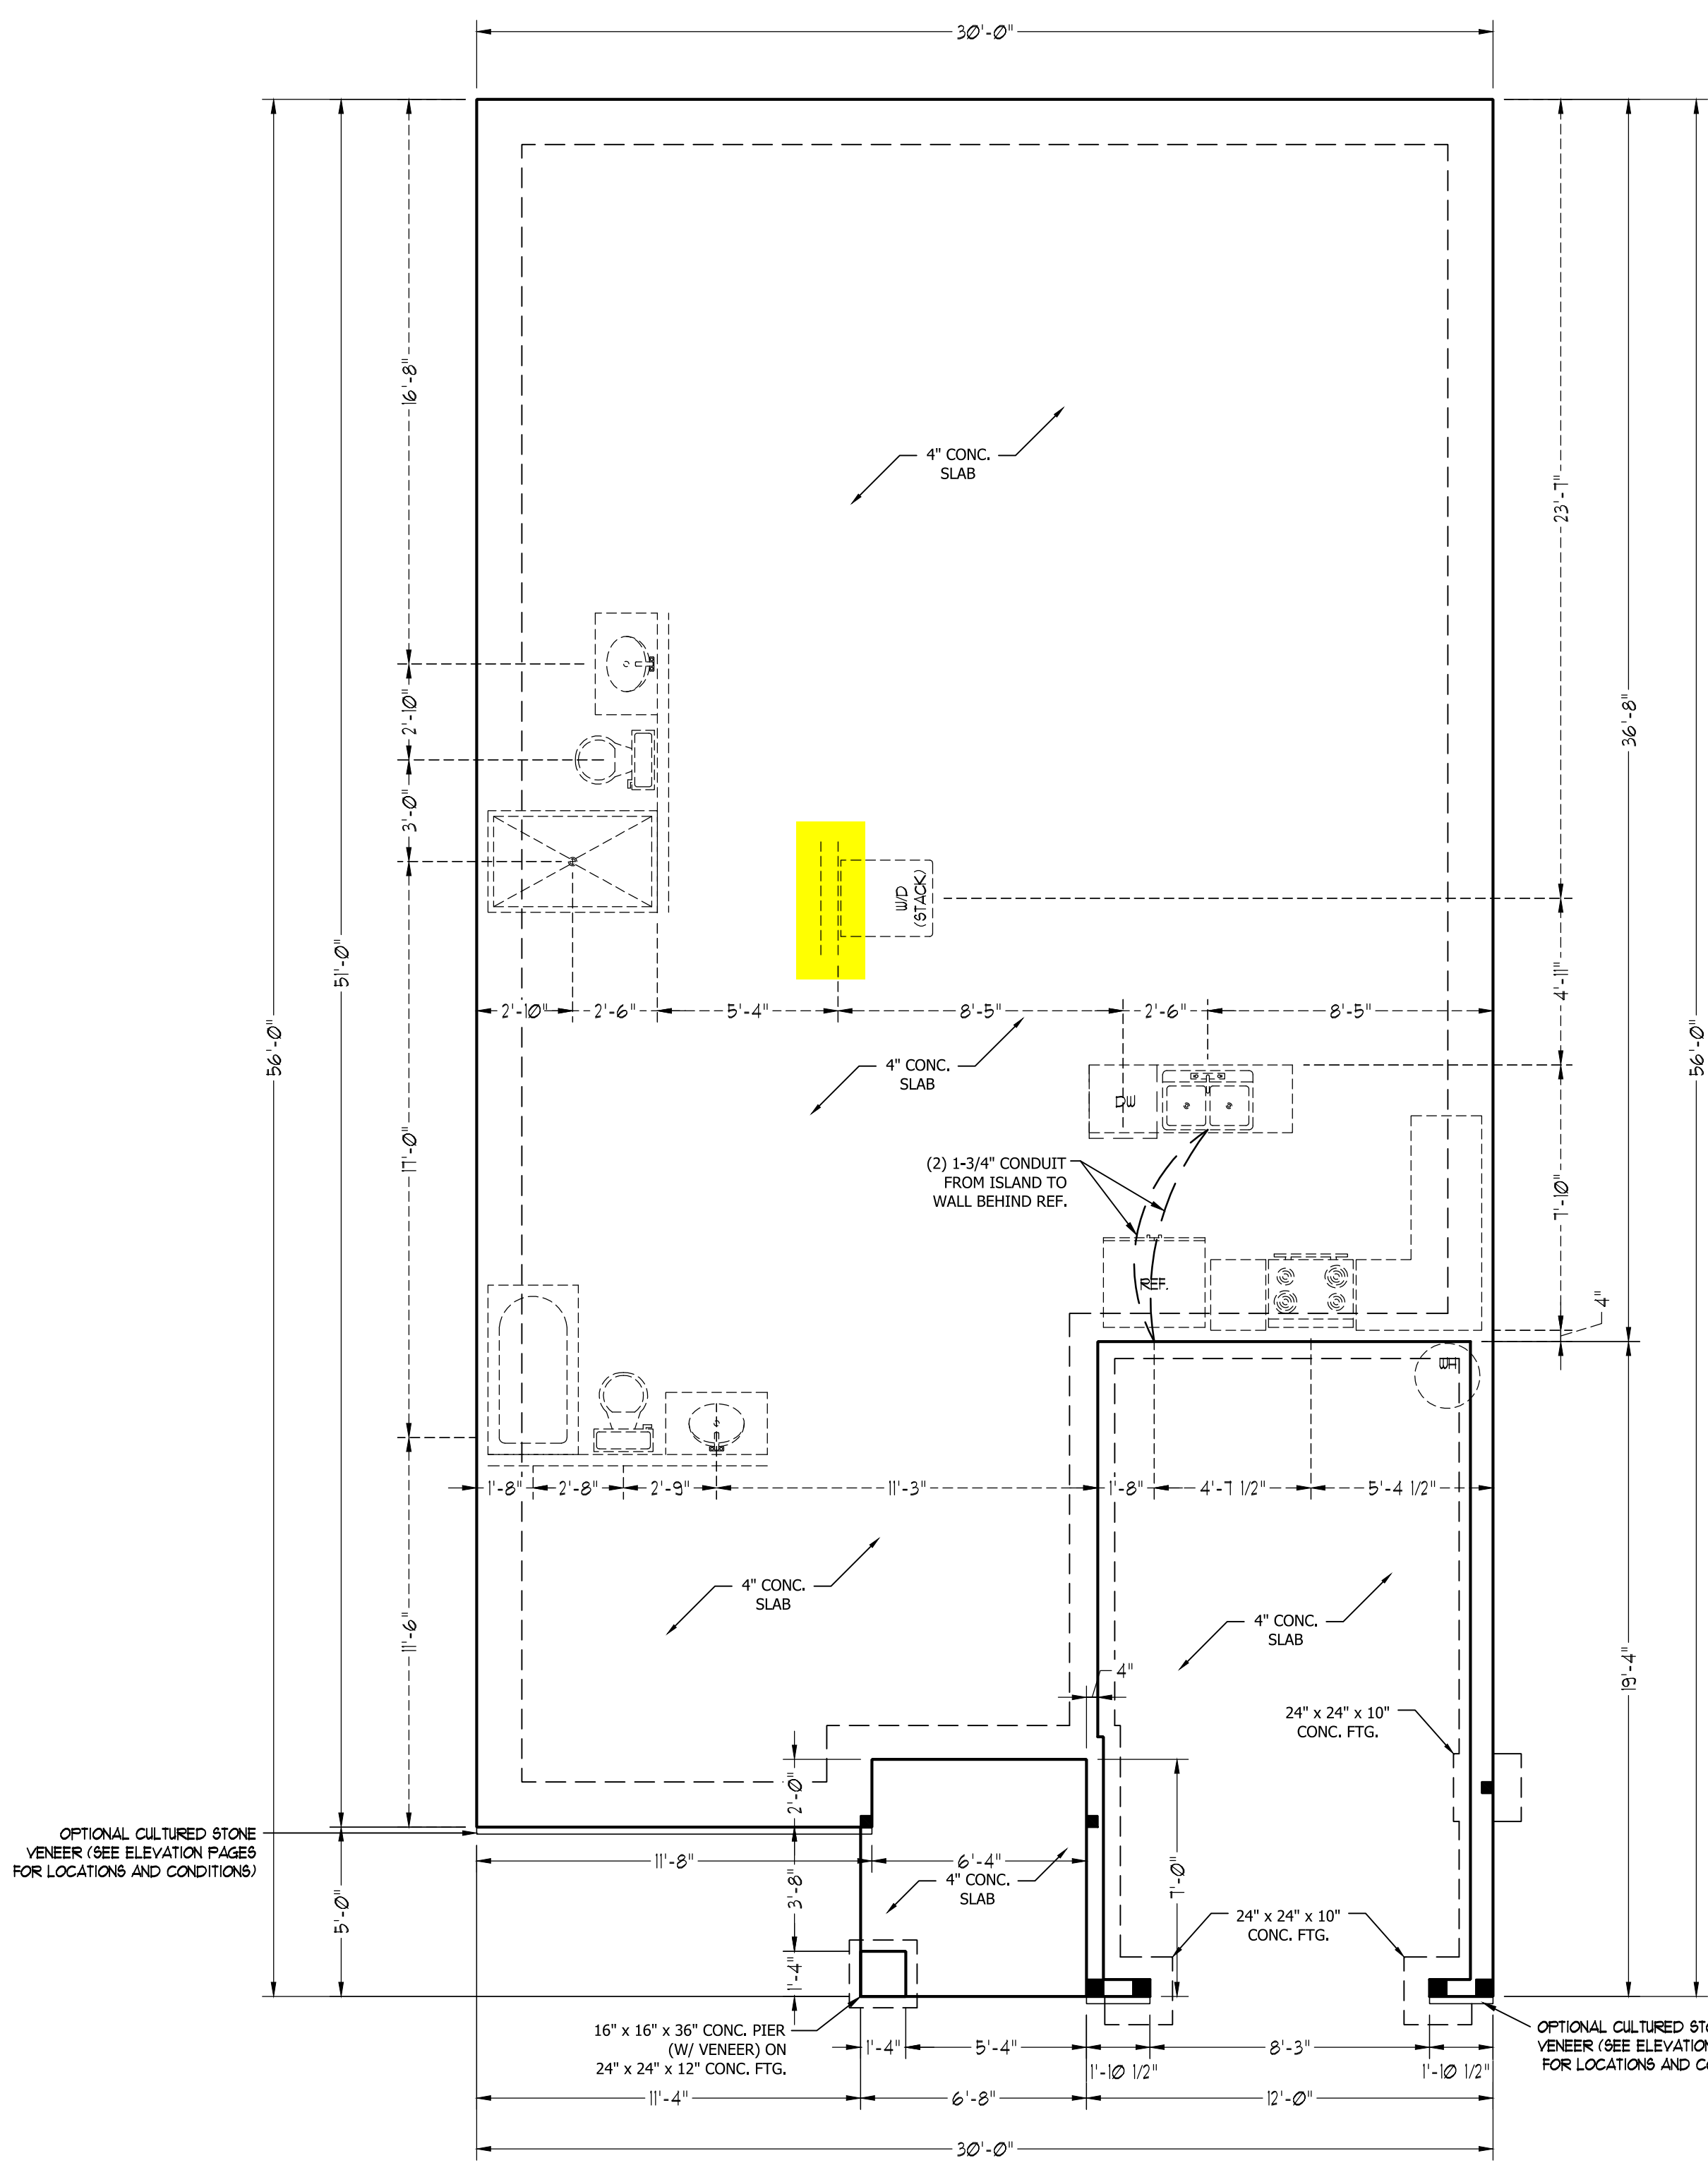 30'-0"
16'-8"
23'-7"
4" CONC.
SLAB
36'-8"
2'-10"
3'-0"
W/D
(STACK)
51'-0"
56'-0"
4'-11"
56'-0"
2'-10"
2'-6"
5'-4"
8'-5"
2'-6"
8'-5"
4" CONC.
SLAB
DW
17'-0"
(2) 1-3/4" CONDUIT
FROM ISLAND TO
WALL BEHIND REF.
7'-10"
REF.
4"
WH
1'-8"
2'-8"
2'-9"
11'-3"
1'-8"
4'-7 1/2"
5'-4 1/2"
4" CONC.
SLAB
11'-6"
4" CONC.
SLAB
19'-4"
4"
24" x 24" x 10"
CONC. FTG.
2'-0"
OPTIONAL CULTURED STONE
VENEER (SEE ELEVATION PAGES
FOR LOCATIONS AND CONDITIONS)
11'-8"
6'-4"
7'-0"
4" CONC.
SLAB
3'-8"
5'-0"
24" x 24" x 10"
CONC. FTG.
1'-4"
16" x 16" x 36" CONC. PIER
(W/ VENEER) ON
24" x 24" x 12" CONC. FTG.
1'-4"
5'-4"
1'-10 1/2"
8'-3"
1'-10 1/2"
OPTIONAL CULTURED
VENEER (SEE
FOR LOCATIONS AND
11'-4"
6'-8"
12'-0"
30'-0"